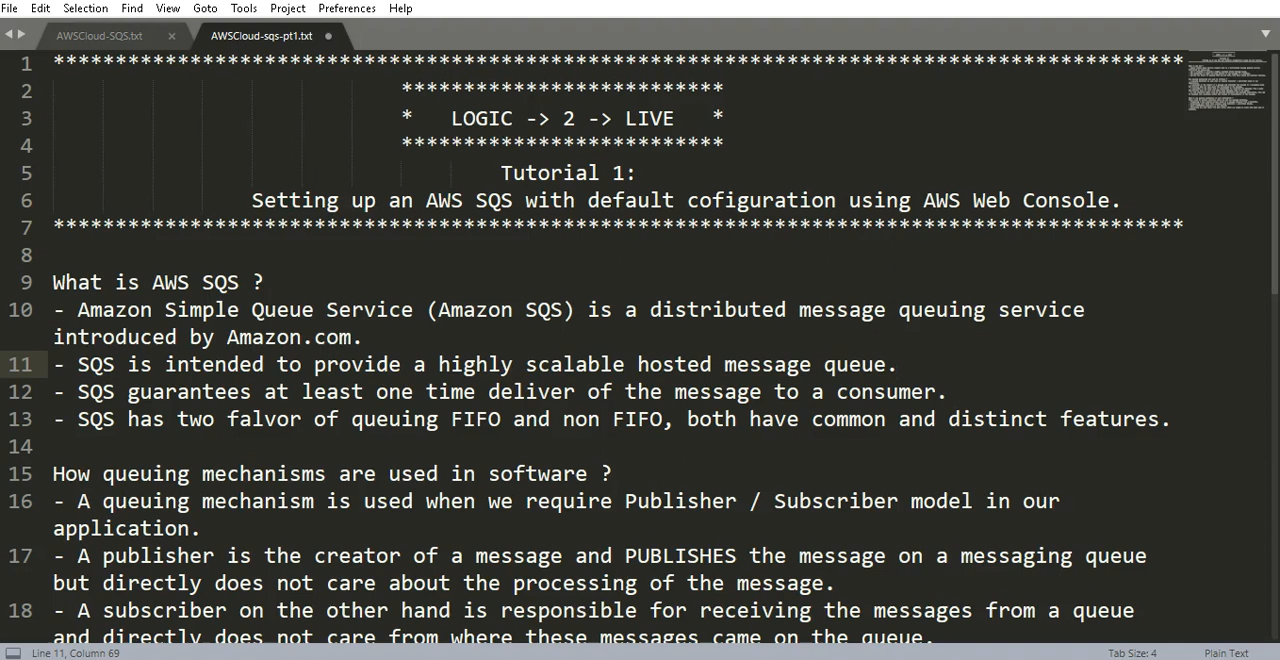 File Edit Selection Find View Goto Tools Project Preferences Help
AWSCloud-SQS.txt × AWSCloud-sqs-pt1.txt
1 *******************************************************************************************
2 **************************
3 * LOGIC -> 2 -> LIVE *
4 **************************
5 Tutorial 1:
6 Setting up an AWS SQS with default cofiguration using AWS Web Console.
7 *******************************************************************************************
8
9 What is AWS SQS ?
10 - Amazon Simple Queue Service (Amazon SQS) is a distributed message queuing service
introduced by Amazon.com.
11 - SQS is intended to provide a highly scalable hosted message queue.
12 - SQS guarantees at least one time deliver of the message to a consumer.
13 - SQS has two falvor of queuing FIFO and non FIFO, both have common and distinct features.
14
15 How queuing mechanisms are used in software ?
16 - A queuing mechanism is used when we require Publisher / Subscriber model in our
application.
17 - A publisher is the creator of a message and PUBLISHES the message on a messaging queue
but directly does not care about the processing of the message.
18 - A subscriber on the other hand is responsible for receiving the messages from a queue
and directly does not care from where these messages came on the queue.
Line 11, Column 69 Tab Size: 4 Plain Text